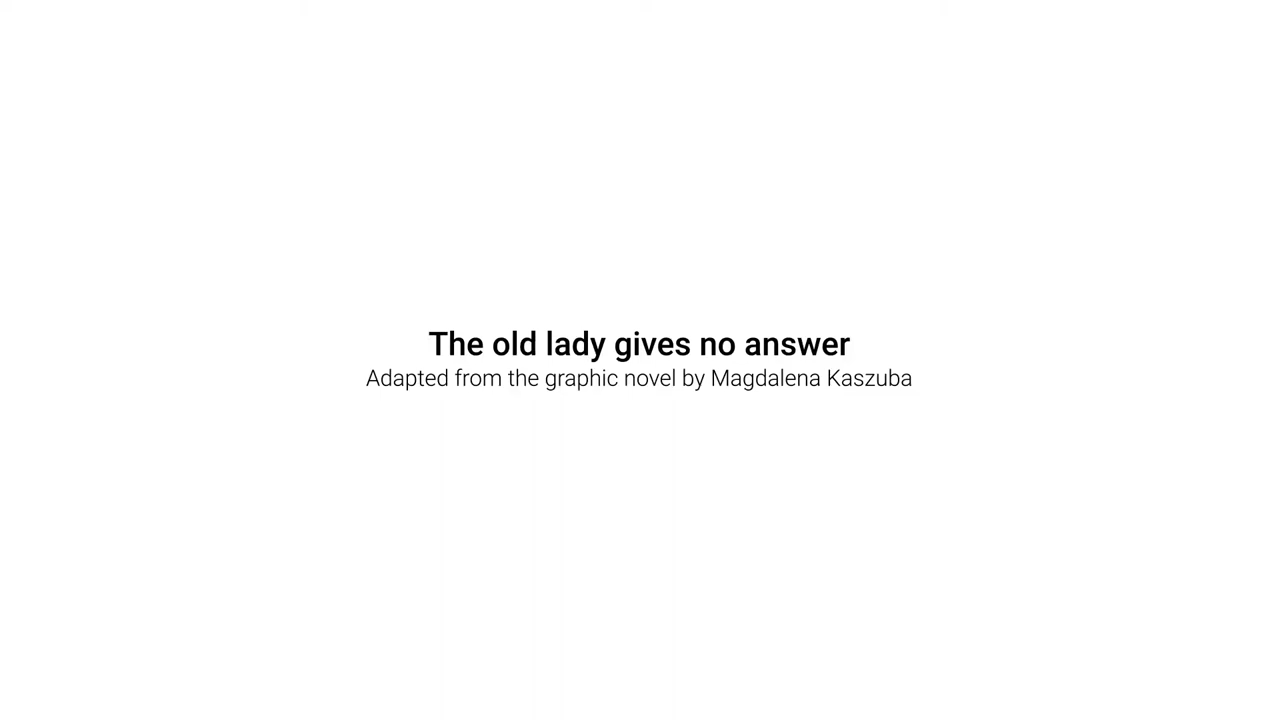 The old lady gives no answer
Adapted from the graphic novel by Magdalena Kaszuba